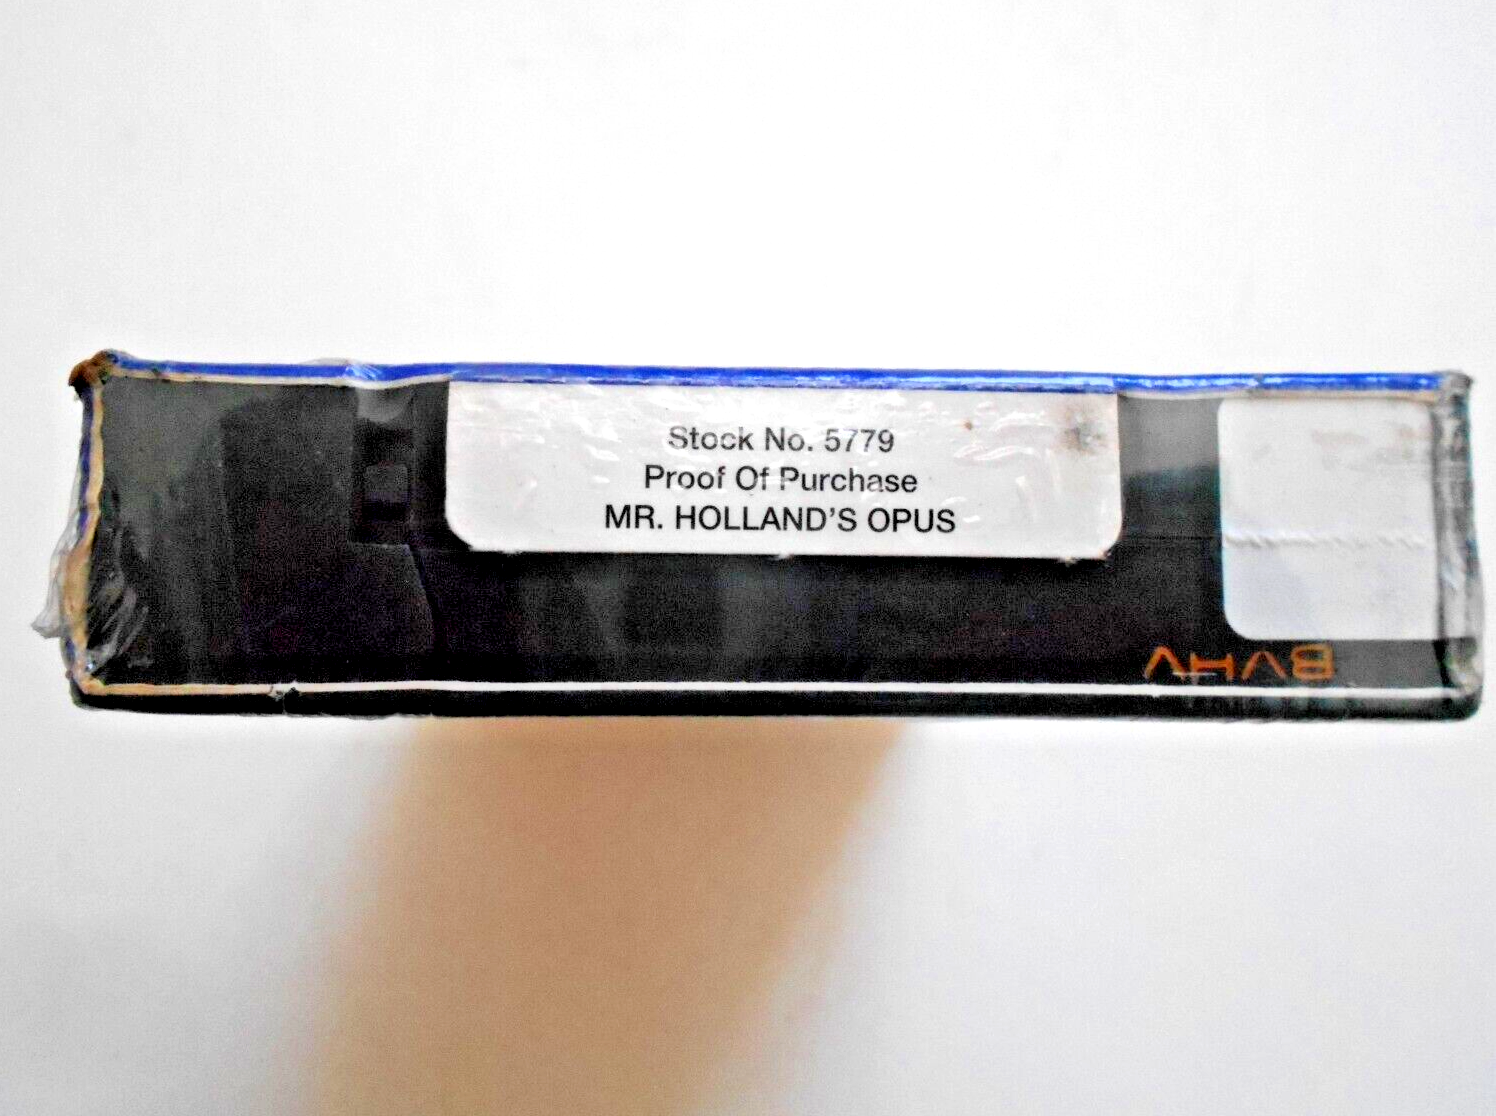 Stock No. 5779
Proof Of Purchase
MR. HOLLAND'S OPUS
BVHV